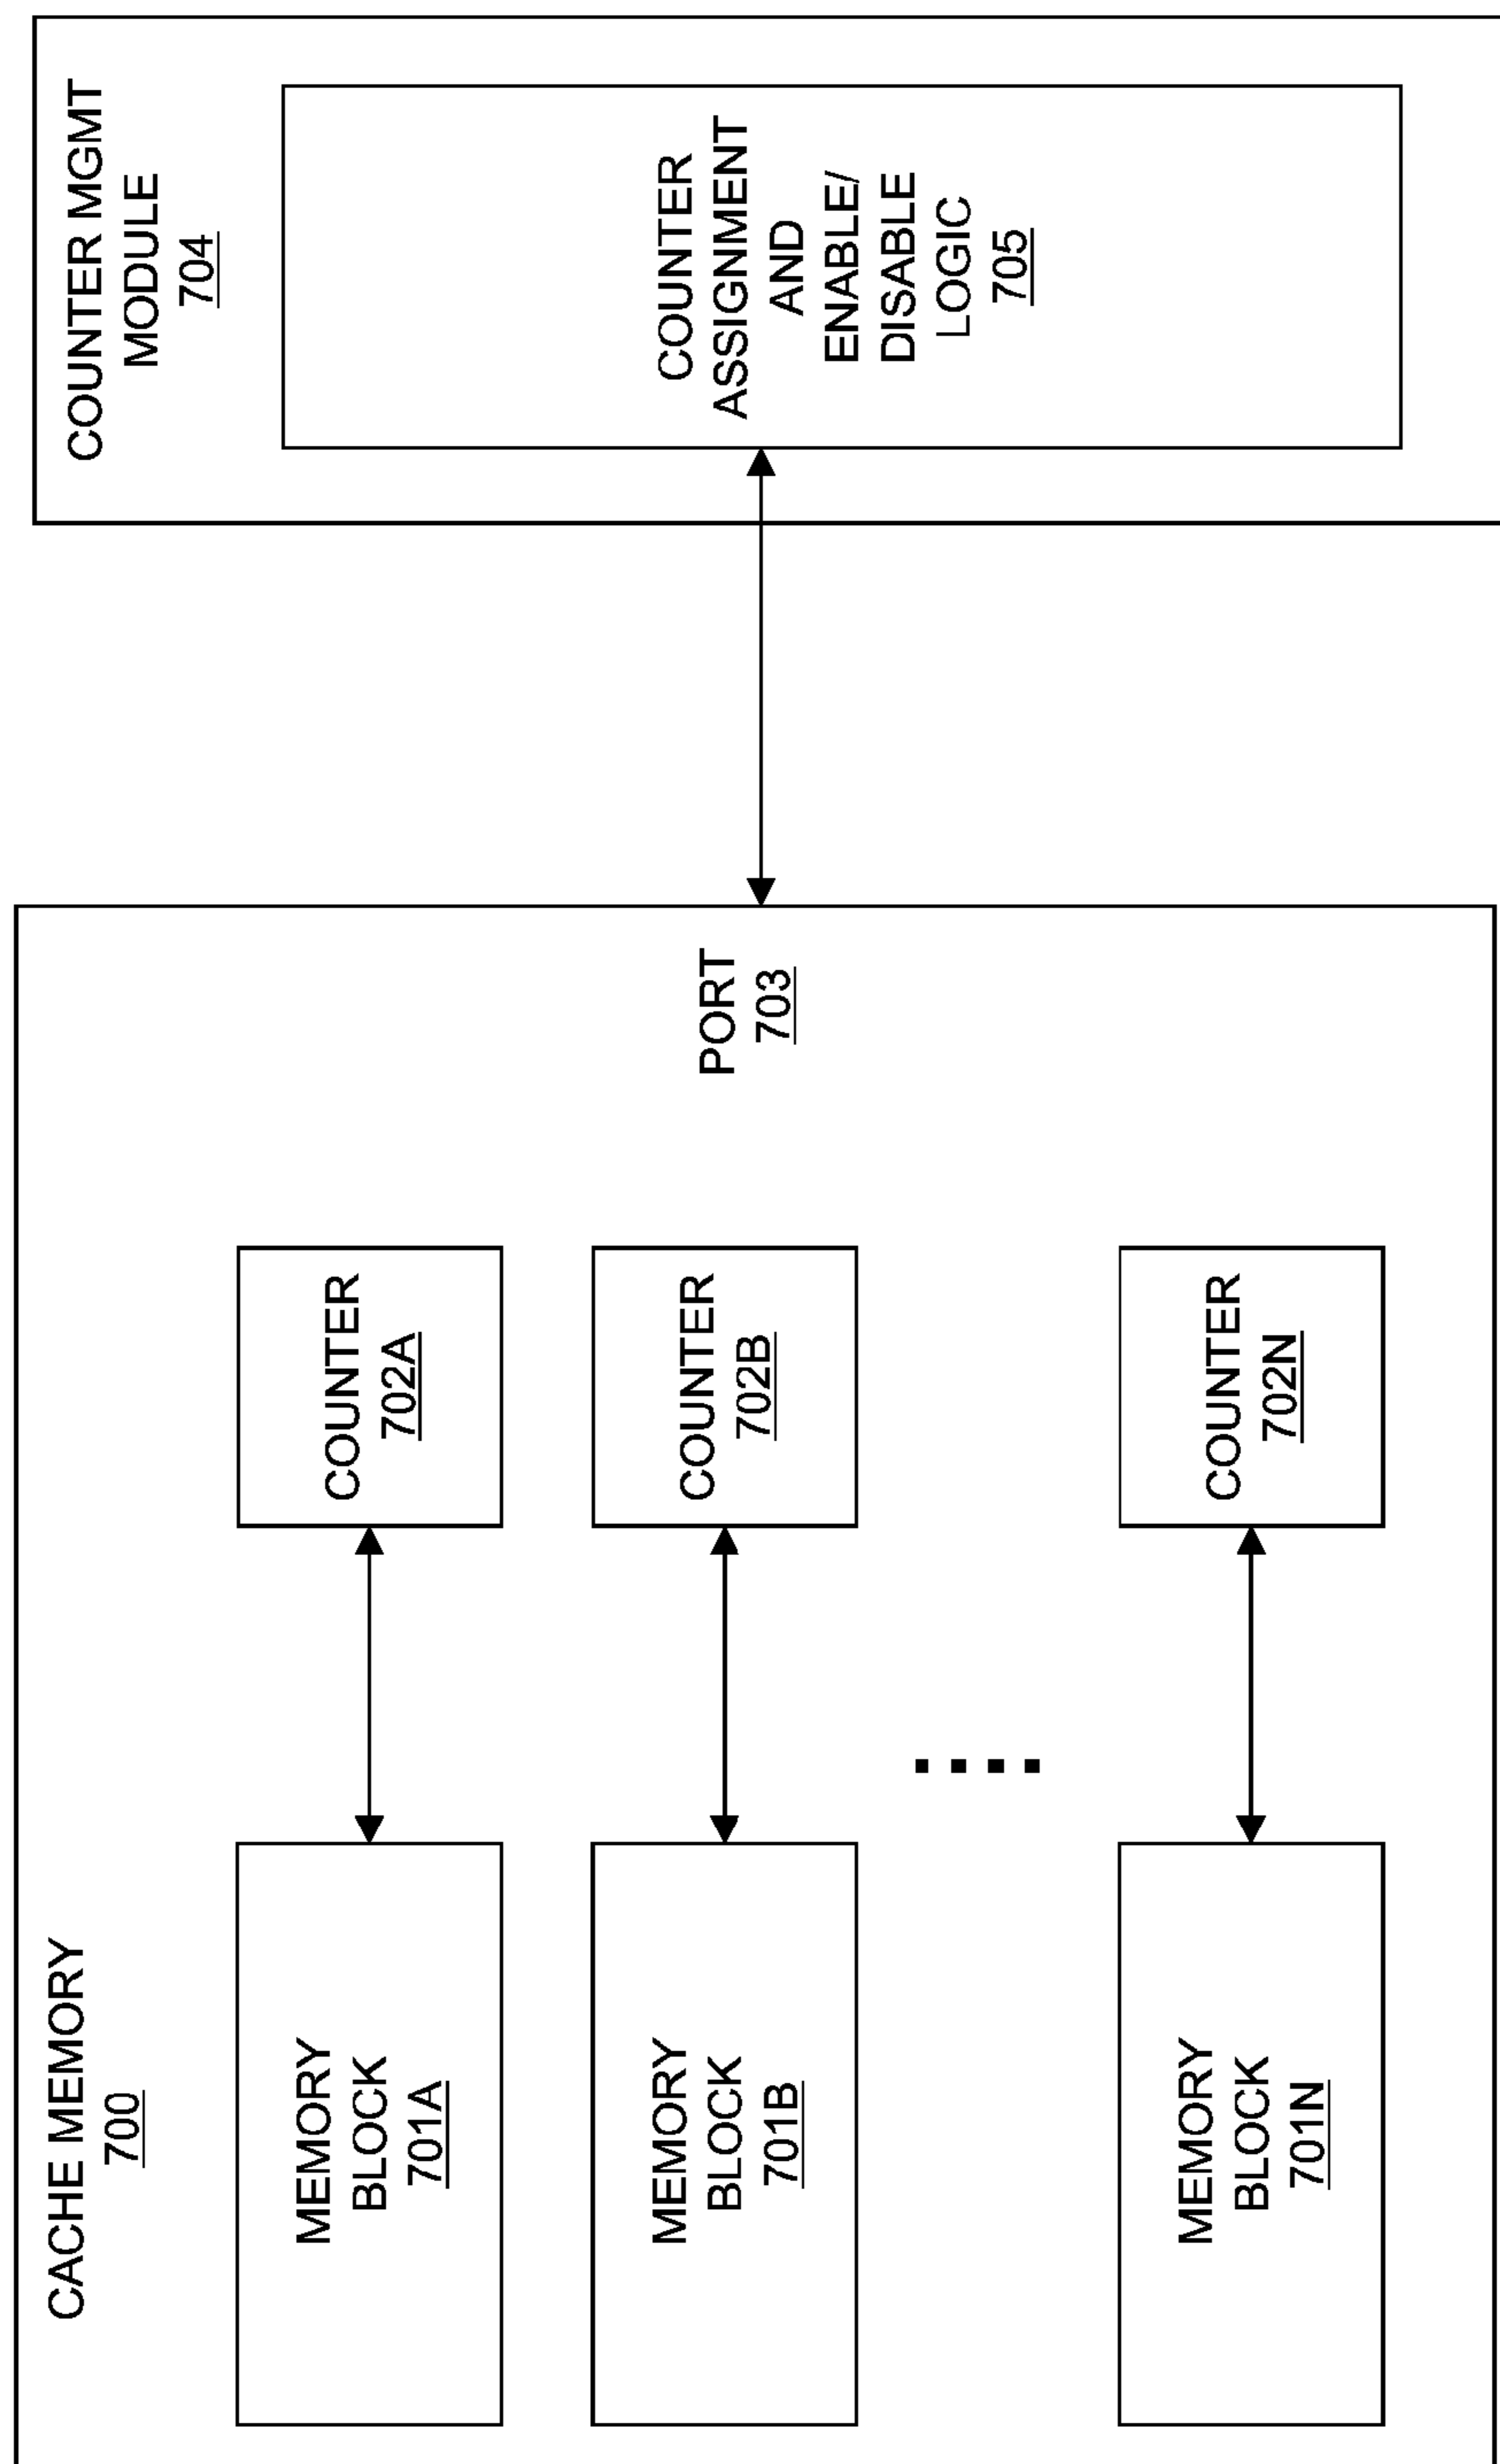 CACHE MEMORY
700
MEMORY
BLOCK
701A
COUNTER
702A
MEMORY
BLOCK
701B
COUNTER
702B
....
MEMORY
BLOCK
701N
COUNTER
702N
PORT
703
COUNTER MGMT
MODULE
704
COUNTER
ASSIGNMENT
AND
ENABLE/
DISABLE
LOGIC
705